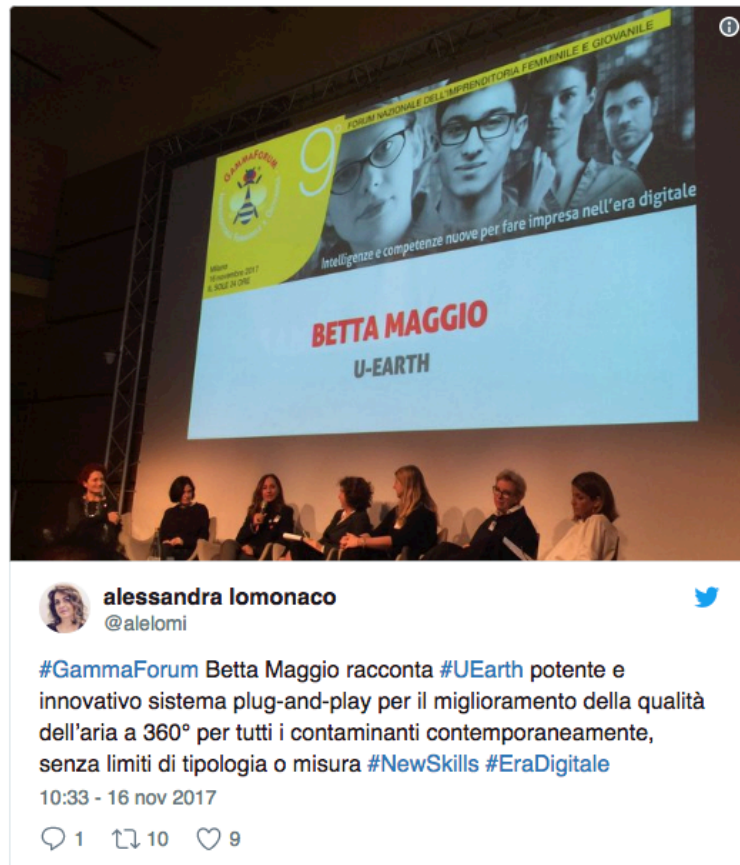 9° FORUM NAZIONALE DELL'IMPRENDITORIA FEMMINILE E GIOVANILE
GAMMAFORUM
Intelligenze e competenze nuove per fare impresa nell'era digitale
Milano
16 novembre 2017
IL SOLE 24 ORE
BETTA MAGGIO
U-EARTH
alessandra lomonaco
@alelomi
#GammaForum Betta Maggio racconta #UEarth potente e
innovativo sistema plug-and-play per il miglioramento della qualità
dell'aria a 360° per tutti i contaminanti contemporaneamente,
senza limiti di tipologia o misura #NewSkills #EraDigitale
10:33 - 16 nov 2017
1 10 9